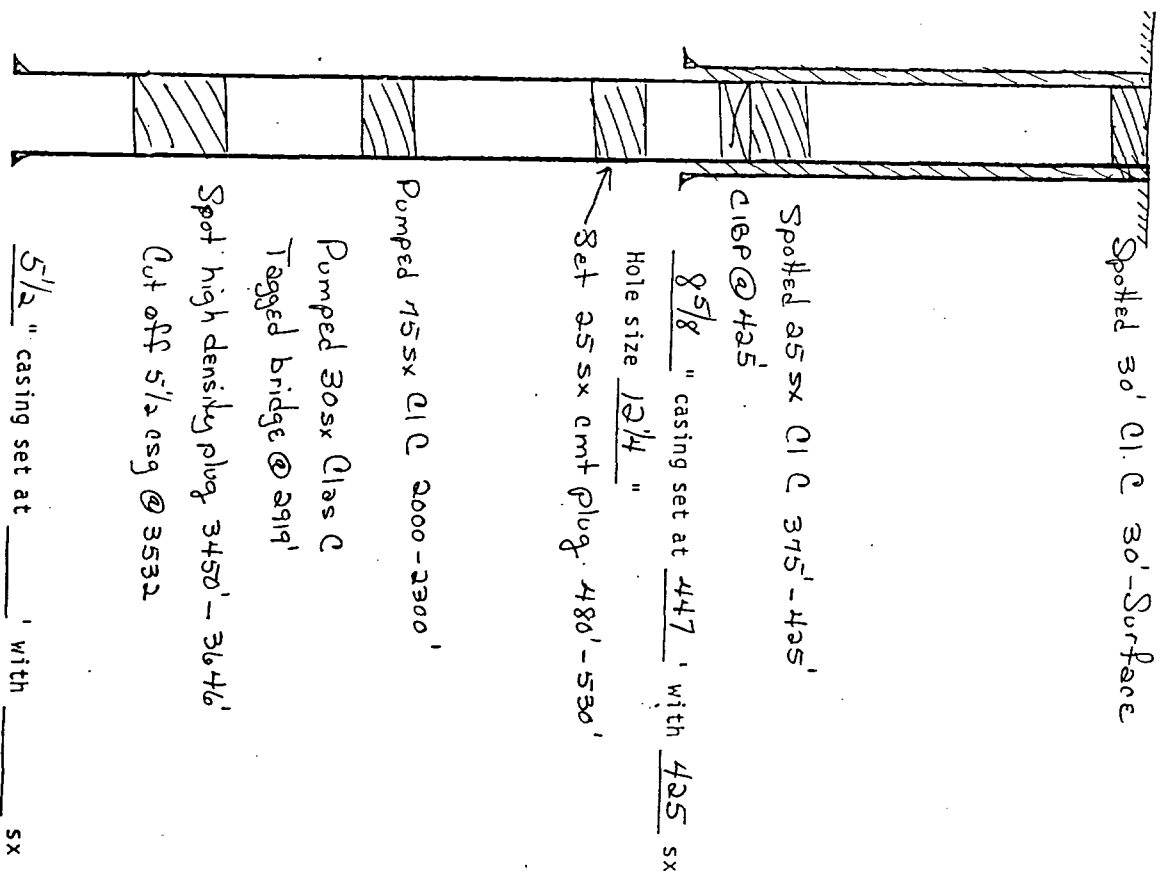 Spotted 30' Cl. C 30'-Surface
Spotted 25 sx Cl C 375'-425'
CIBP @ 425'
8 5/8 " casing set at 447 ' with 425 sx
Hole size 12 1/4 "
Set 25 sx cmt plug 480'-530'
Pumped 75 sx Cl C 2000-2300'
Pumped 30sx Clas C
Tagged bridge @ 2919'
Spot high density plug 3450'-3646'
Cut off 5 1/2 csg @ 3532
5 1/2 " casing set at ' with sx